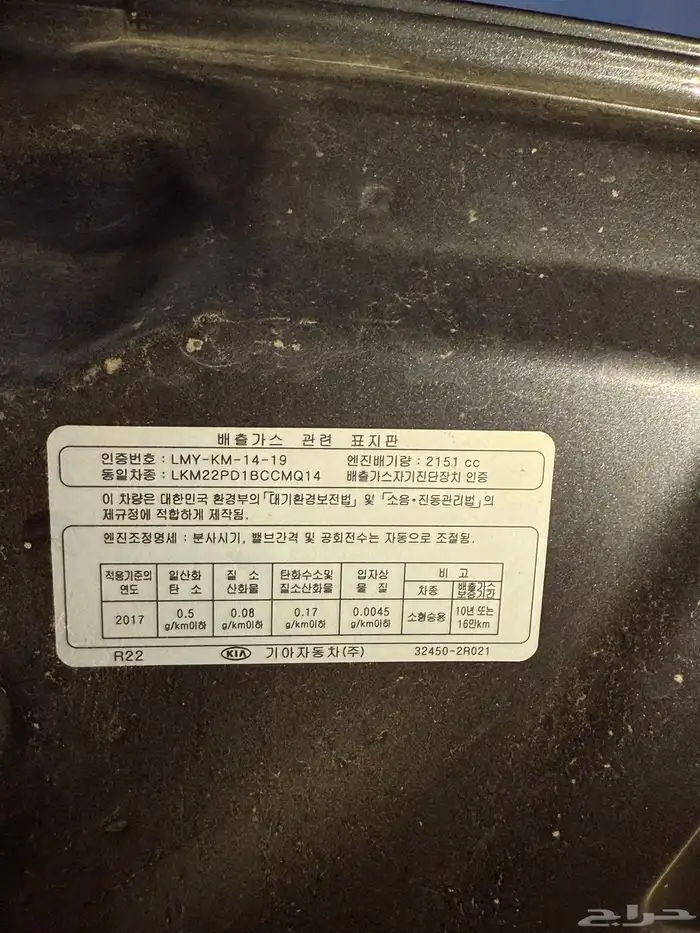 배출가스 관련 표지판
인증번호 : LMY-KM-14-19 엔진배기량 : 2151 cc
동일차종 : LKM22PD1BCCMQ14 배출가스자기진단장치 인증
이 차량은 대한민국 환경부의 「대기환경보전법」 및 「소음·진동관리법」의
제규정에 적합하게 제작됨.
엔진조정명세 : 분사시기, 밸브간격 및 공회전수는 자동으로 조절됨.
적용기준의 일산화 질 소 탄화수소및 입자상 비 고
연도 탄 소 산화물 질소산화물 물 질 차종 배출가스 보증기간
2017 0.5 0.08 0.17 0.0045 소형승용 10년 또는
g/km이하 g/km이하 g/km이하 g/km이하 16만km
R22 KIA 기아자동차(주) 32450-2R021
حراج